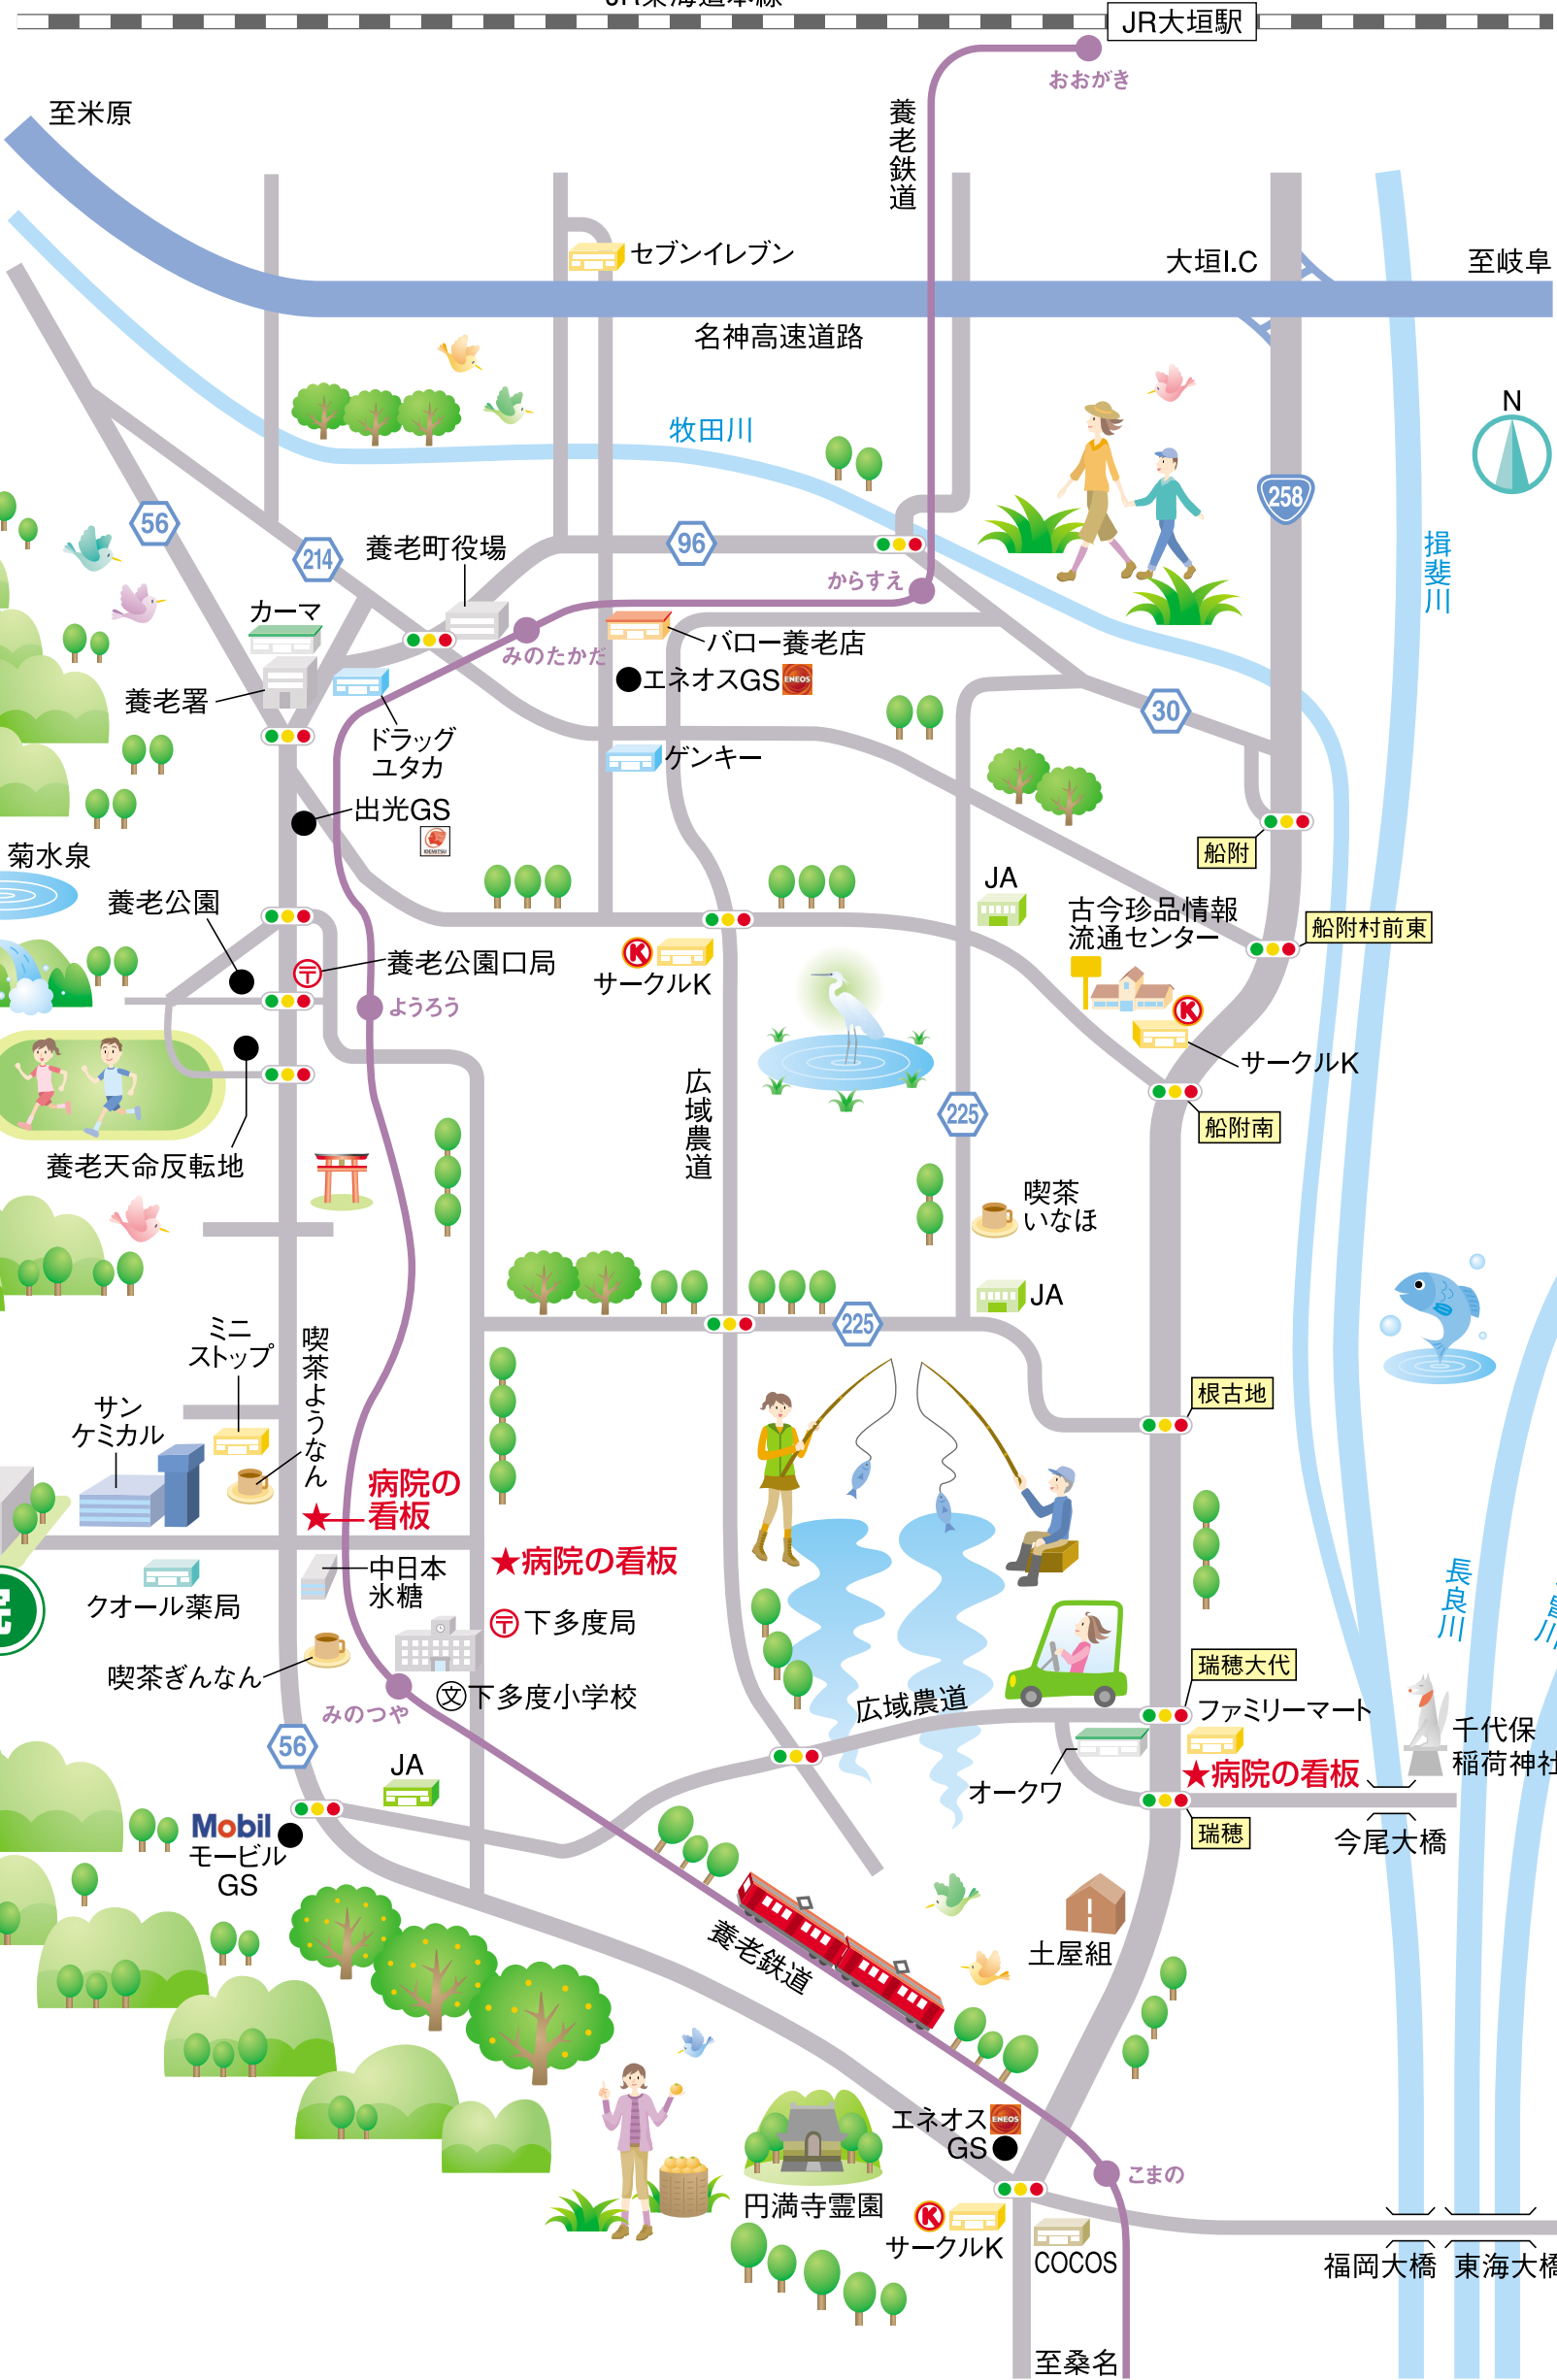 JR東海道本線
JR大垣駅
おおがき
至米原
養老鉄道
セブンイレブン
大垣I.C
至岐阜
名神高速道路
N
牧田川
258
56
96
揖斐川
214
養老町役場
からすえ
カーマ
みのたかだ
バロー養老店
エネオスGS
ENEOS
養老署
30
ドラッグ
ユタカ
ゲンキー
出光GS
IDEMITSU
船附
菊水泉
養老公園
JA
古今珍品情報
流通センター
船附村前東
養老公園口局
K
サークルK
ようろう
K
サークルK
広域農道
225
船附南
養老天命反転地
喫茶
いなほ
JA
ミニ
ストップ
喫茶ような​ん
225
根古地
サン
ケミカル
病院の
看板
中日本
氷糖
病院の看板
クオール薬局
院
長良川
下多度局
喫茶ぎんなん
文
下多度小学校
みのつや
瑞穂大代
広域農道
ファミリーマート
千代保
稲荷神社
56
JA
オークワ
病院の看板
Mobil
モービル
GS
瑞穂
今尾大橋
養老鉄道
土屋組
エネオス
GS
ENEOS
こまの
円満寺霊園
K
サークルK
COCOS
福岡大橋
東海大橋
至桑名